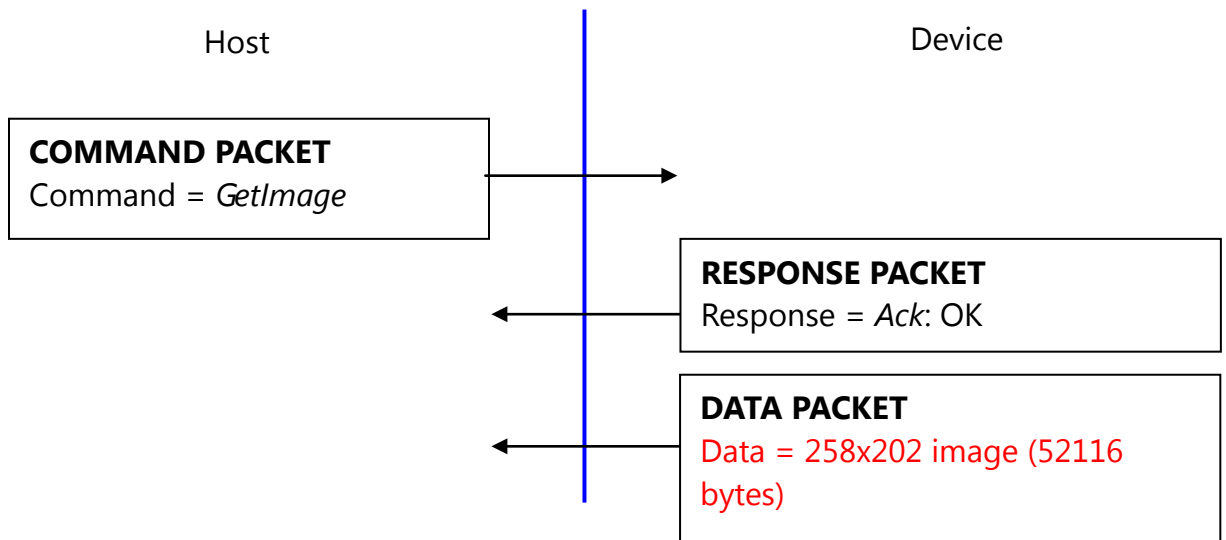 Host
Device
COMMAND PACKET
Command = GetImage
RESPONSE PACKET
Response = Ack: OK
DATA PACKET
Data = 258x202 image (52116
bytes)